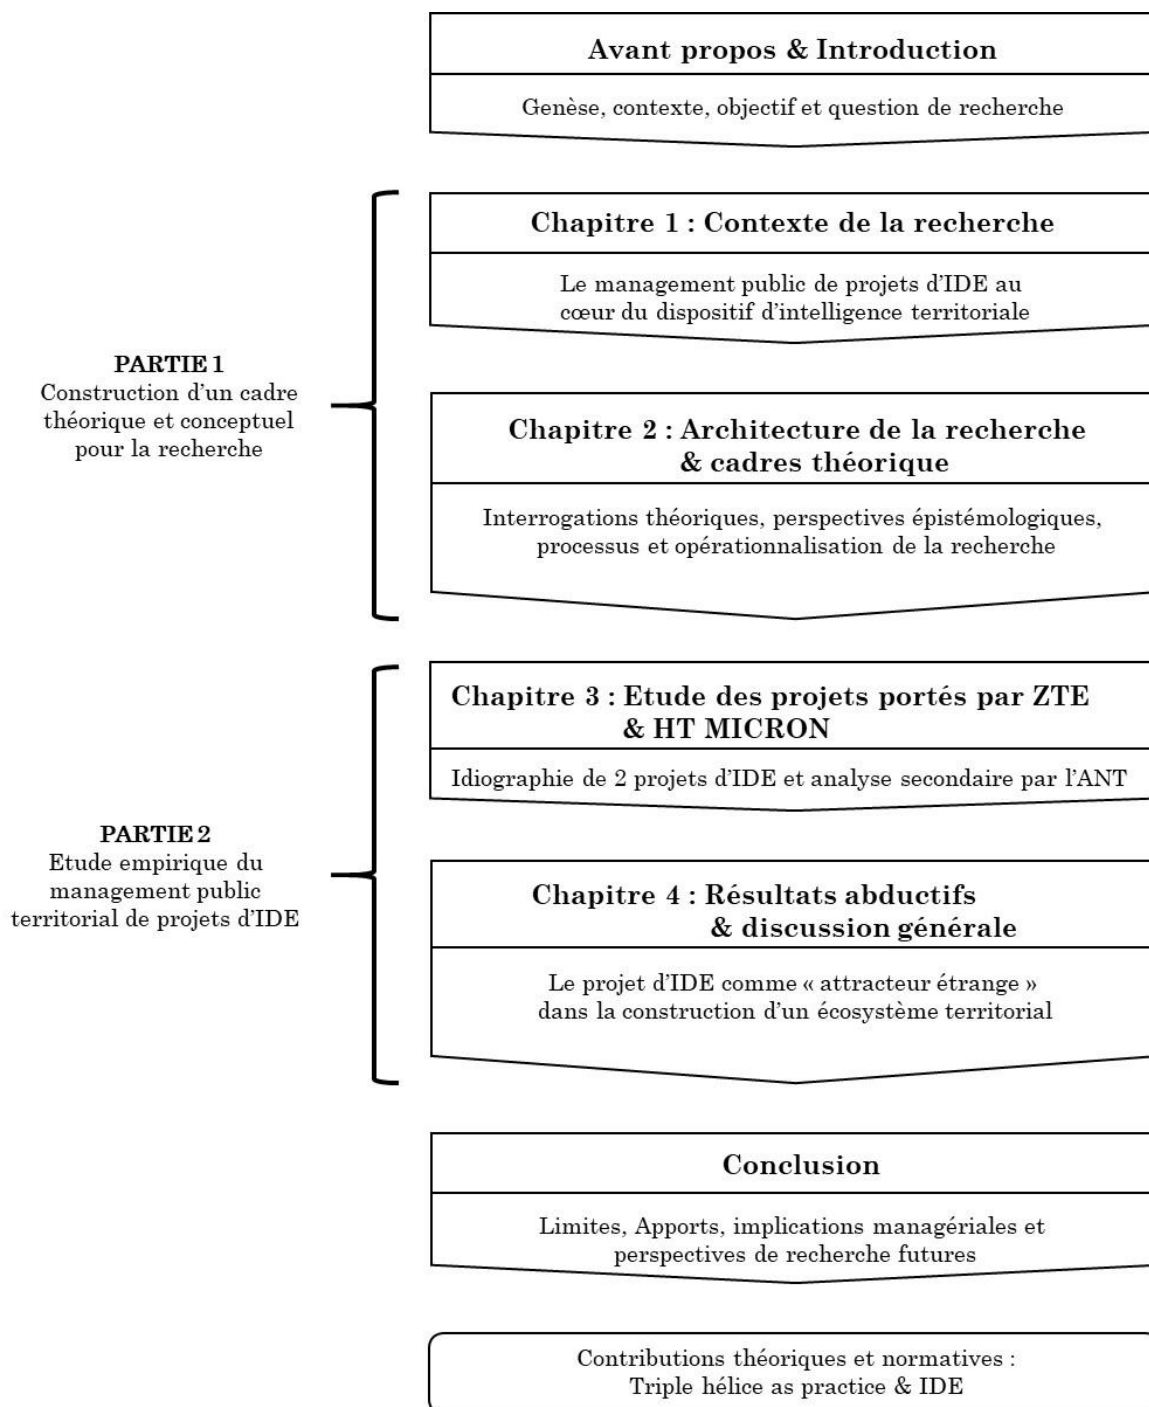 Avant propos & Introduction
Genèse, contexte, objectif et question de recherche
Chapitre 1 : Contexte de la recherche
Le management public de projets d’IDE au
cœur du dispositif d’intelligence territoriale
PARTIE 1
Construction d’un cadre
théorique et conceptuel
pour la recherche
Chapitre 2 : Architecture de la recherche
& cadres théorique
Interrogations théoriques, perspectives épistémologiques,
processus et opérationnalisation de la recherche
Chapitre 3 : Etude des projets portés par ZTE
& HT MICRON
Idiographie de 2 projets d’IDE et analyse secondaire par l’ANT
PARTIE 2
Etude empirique du
management public
territorial de projets d’IDE
Chapitre 4 : Résultats abductifs
& discussion générale
Le projet d’IDE comme « attracteur étrange »
dans la construction d’un écosystème territorial
Conclusion
Limites, Apports, implications managériales et
perspectives de recherche futures
Contributions théoriques et normatives :
Triple hélice as practice & IDE